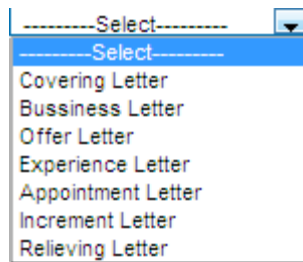 ---------Select---------
---------Select---------
Covering Letter
Bussiness Letter
Offer Letter
Experience Letter
Appointment Letter
Increment Letter
Relieving Letter